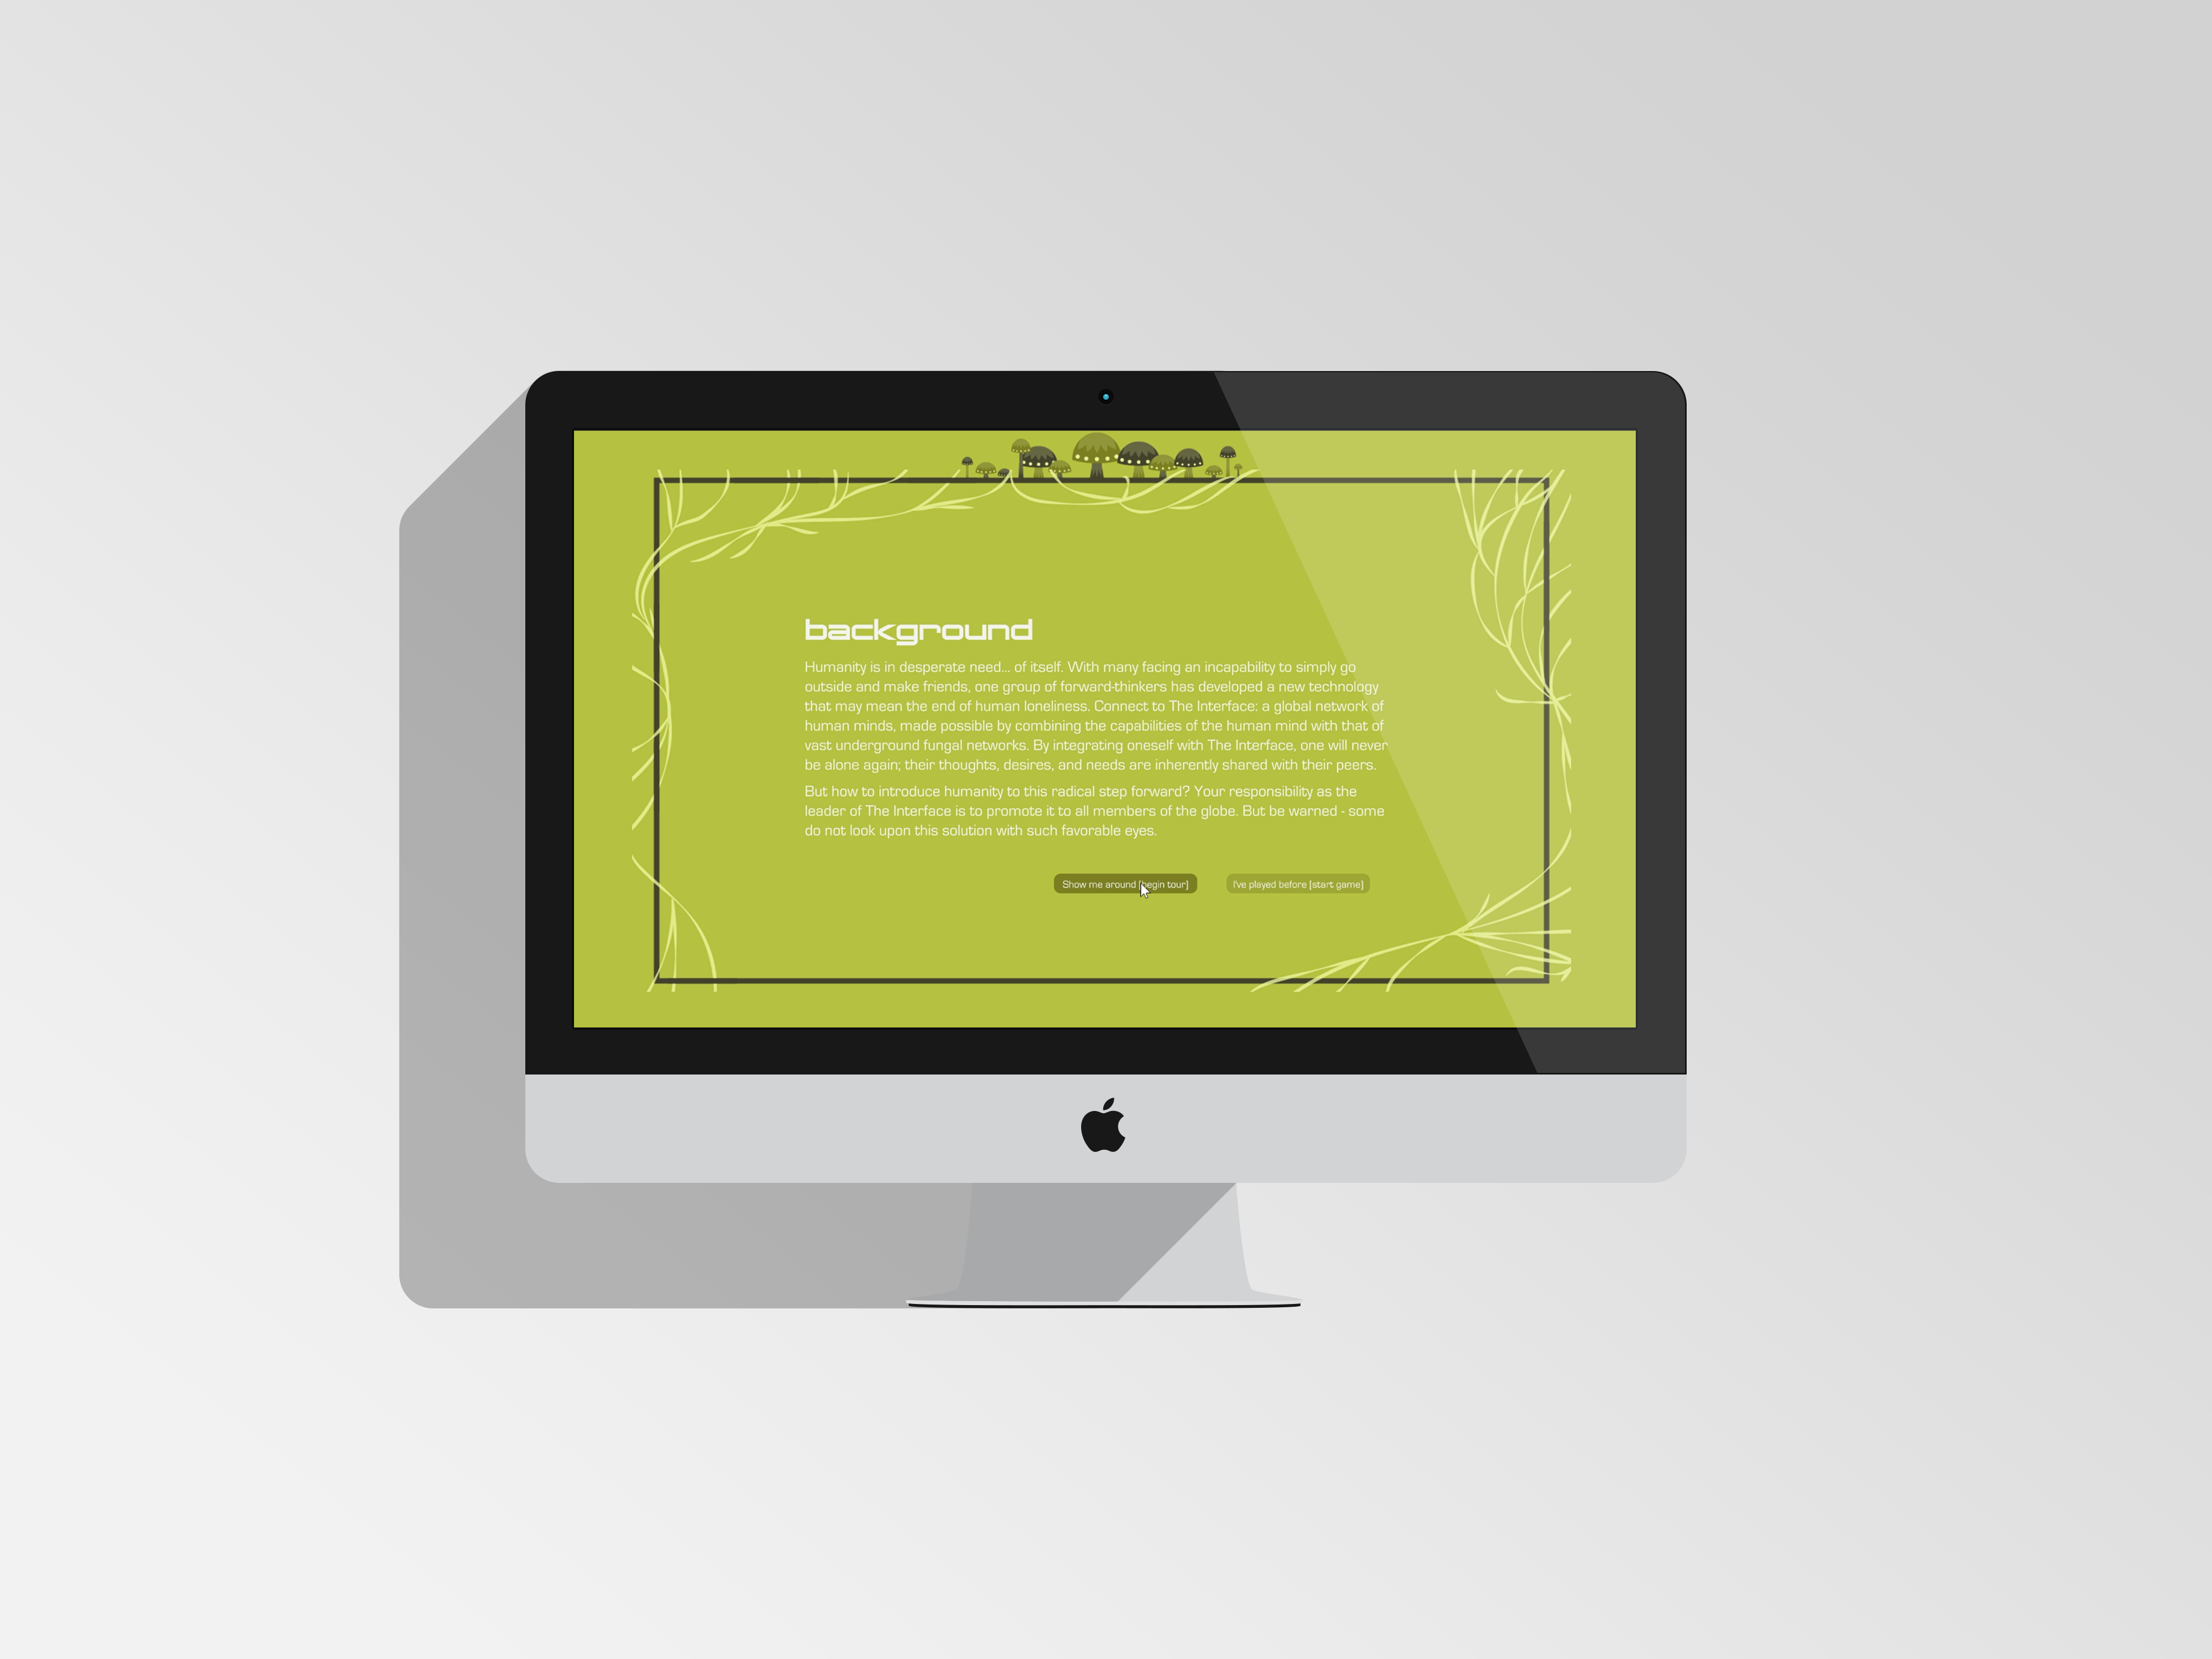 background
Humanity is in desperate need... of itself. With many facing an incapability to simply go
outside and make friends, one group of forward-thinkers has developed a new technology
that may mean the end of human loneliness. Connect to The Interface: a global network of
human minds, made possible by combining the capabilities of the human mind with that of
vast underground fungal networks. By integrating oneself with The Interface, one will never
be alone again; their thoughts, desires, and needs are inherently shared with their peers.
But how to introduce humanity to this radical step forward? Your responsibility as the
leader of The Interface is to promote it to all members of the globe. But be warned - some
do not look upon this solution with such favorable eyes.
Show me around [begin tour]
I've played before [start game]